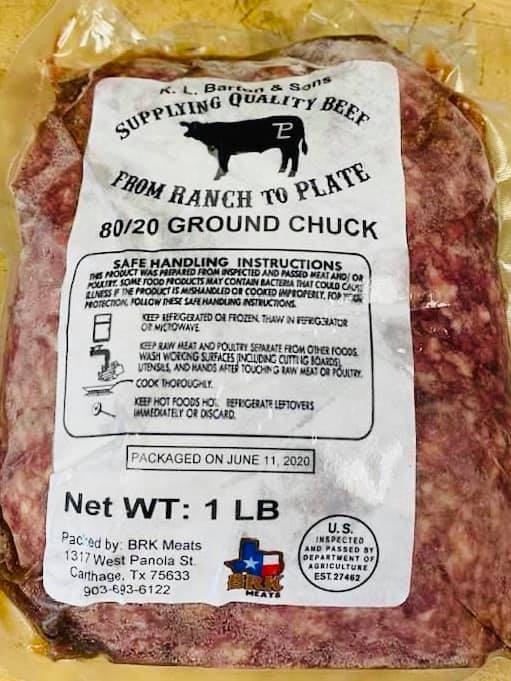 K. L. Barton & Sons
SUPPLYING QUALITY BEEF
FROM RANCH TO PLATE
80/20 GROUND CHUCK
SAFE HANDLING INSTRUCTIONS
THIS PRODUCT WAS PREPARED FROM INSPECTED AND PASSED MEAT AND/OR
POULTRY. SOME FOOD PRODUCTS MAY CONTAIN BACTERIA THAT COULD CAUSE
ILLNESS IF THE PRODUCT IS MISHANDLED OR COOKED IMPROPERLY. FOR YOUR
PROTECTION, FOLLOW THESE SAFE HANDLING INSTRUCTIONS.
KEEP REFRIGERATED OR FROZEN. THAW IN REFRIGERATOR
OR MICROWAVE.
KEEP RAW MEAT AND POULTRY SEPARATE FROM OTHER FOODS.
WASH WORKING SURFACES (INCLUDING CUTTING BOARDS),
UTENSILS, AND HANDS AFTER TOUCHING RAW MEAT OR POULTRY.
COOK THOROUGHLY.
KEEP HOT FOODS HOT. REFRIGERATE LEFTOVERS
IMMEDIATELY OR DISCARD.
PACKAGED ON JUNE 11, 2020
Net WT: 1 LB
Packed by: BRK Meats
1317 West Panola St.
Carthage, Tx 75633
903-693-6122
BRK
MEATS
U.S.
INSPECTED
AND PASSED BY
DEPARTMENT OF
AGRICULTURE
EST. 27462